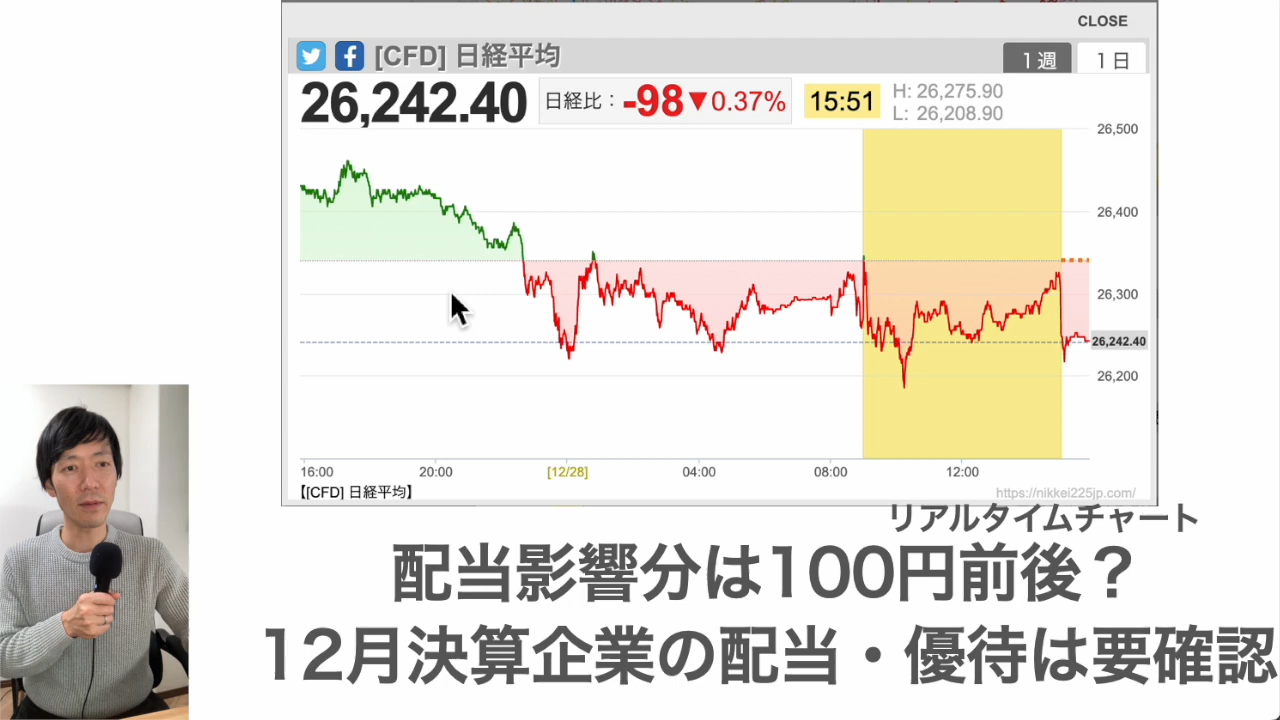 CLOSE
[CFD] 日経平均
1週
1日
26,242.40
日経比：-98▼0.37%
15:51
H: 26,275.90
L: 26,208.90
26,500
26,400
26,300
26,242.40
26,200
16:00
20:00
[12/28]
04:00
08:00
12:00
【[CFD] 日経平均】
https://nikkei225jp.com/
リアルタイムチャート
配当影響分は100円前後？
12月決算企業の配当・優待は要確認